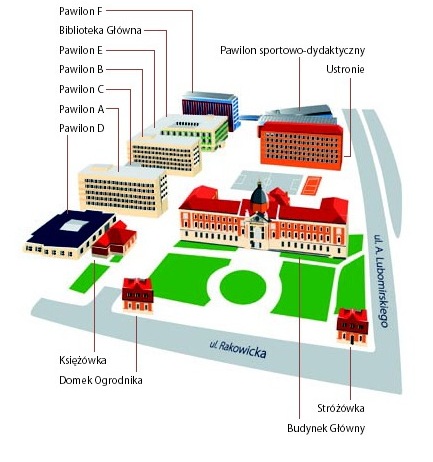 Pawilon F
Biblioteka Główna
Pawilon E
Pawilon B
Pawilon C
Pawilon A
Pawilon D
Pawilon sportowo-dydaktyczny
Ustronie
ul. A. Lubomirskiego
ul. Rakowicka
Księżówka
Domek Ogrodnika
Stróżówka
Budynek Główny